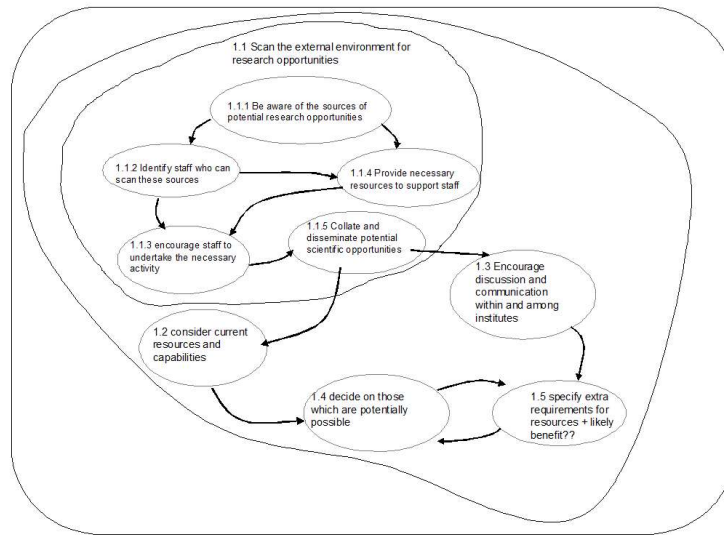 1.1 Scan the external environment for
research opportunities
1.1.1 Be aware of the sources of
potential research opportunities
1.1.2 Identify staff who can
scan these sources
1.1.4 Provide necessary
resources to support staff
1.1.3 encourage staff to
undertake the necessary
activity
1.1.5 Collate and
disseminate potential
scientific opportunities
1.3 Encourage
discussion and
communication
within and among
institutes
1.2 consider current
resources and
capabilities
1.4 decide on those
which are potentially
possible
1.5 specify extra
requirements for
resources + likely
benefit??